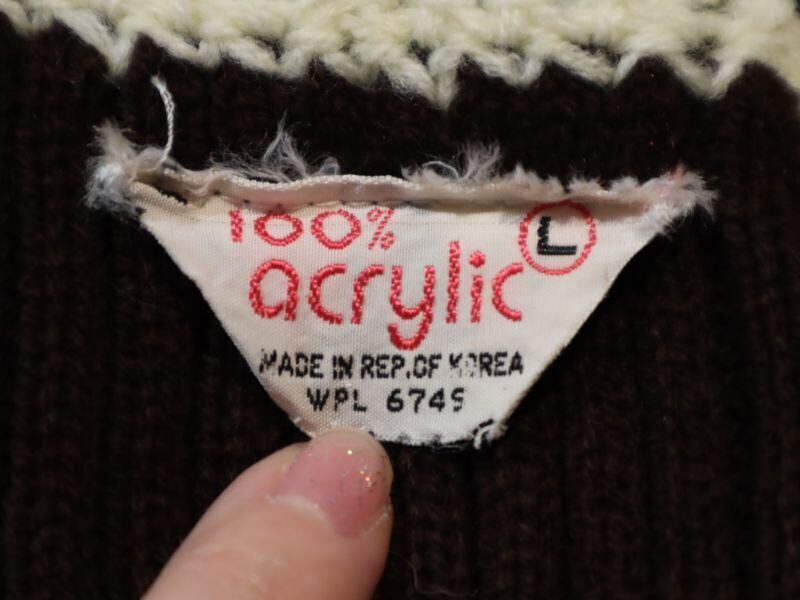 100% L
acrylic
MADE IN REP.OF KOREA
WPL 6749